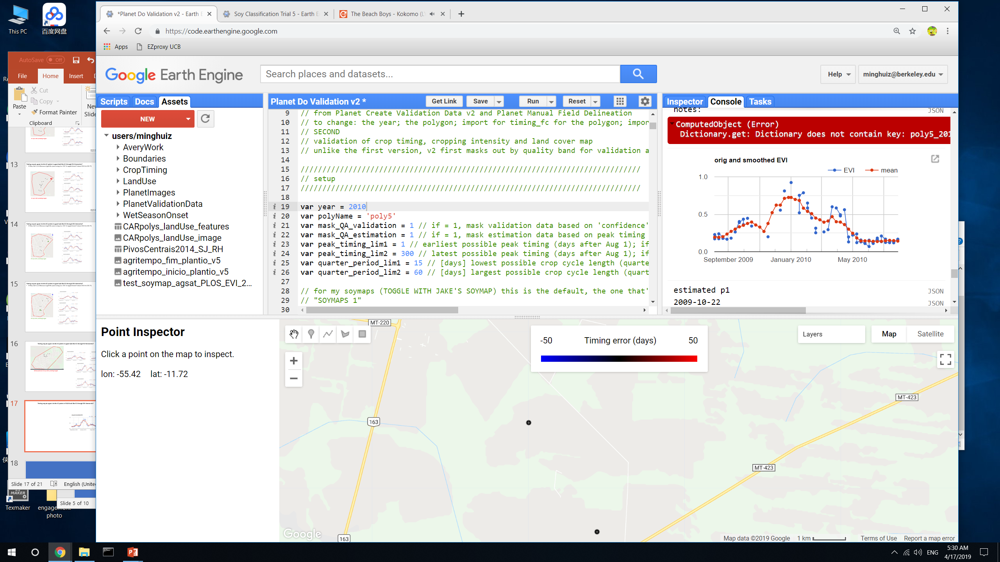 This PC
百度网盘
*Planet Do Validation v2 - Earth E
Soy Classification Trial 5 - Earth E
The Beach Boys - Kokomo (LY
https://code.earthengine.google.com
Apps
EZproxy UCB
AutoSave
Off
File
Home
Insert
Paste
Cut
Copy
Format Painter
New
Slide
Clipboard
Google Earth Engine
Search places and datasets...
Help
minghuiz@berkeley.edu
Scripts
Docs
Assets
NEW
users/minghuiz
AveryWork
Boundaries
CropTiming
LandUse
PlanetImages
PlanetValidationData
WetSeasonOnset
CARpolys_landUse_features
CARpolys_landUse_image
PivosCentrais2014_SJ_RH
agritempo_fim_plantio_v5
agritempo_inicio_plantio_v5
test_soymap_agsat_PLOS_EVI_2...
Planet Do Validation v2 *
Get Link
Save
Run
Reset
9 // from Planet Create Validation Data v2 and Planet Manual Field Delineation
10 // to change: the year; the polygon; import for timing_fc for the polygon; impor
11 // SECOND
12 // validation of crop timing, cropping intensity and land cover map
13 // unlike the first version, v2 first masks out by quality band for validation a
14
15 //////////////////////////////////////////////////////////////////////////////
16 // setup
17 //////////////////////////////////////////////////////////////////////////////
18
19 var year = 2010
20 var polyName = 'poly5'
21 var mask_QA_validation = 1 // if = 1, mask validation data based on 'confidence'
22 var mask_QA_estimation = 1 // if = 1, mask estimation data based on peak timing
23 var peak_timing_lim1 = 1 // earliest possible peak timing (days after Aug 1); if
24 var peak_timing_lim2 = 300 // latest possible peak timing (days after Aug 1); if
25 var quarter_period_lim1 = 15 // [days] lowest possible crop cycle length (quarte
26 var quarter_period_lim2 = 60 // [days] largest possible crop cycle length (quart
27
28 // for my soymaps (TOGGLE WITH JAKE'S SOYMAP) this is the default, the one that'
29 // "SOYMAPS 1"
30
Inspector
Console
Tasks
notes:
JSON
ComputedObject (Error)
Dictionary.get: Dictionary does not contain key: poly5_201
orig and smoothed EVI
EVI
mean
1.0
0.5
0.0
September 2009
January 2010
May 2010
estimated p1
JSON
2009-10-22
JSON
Point Inspector
Click a point on the map to inspect.
lon: -55.42 lat: -11.72
MT-220
-50
Timing error (days)
50
Layers
Map
Satellite
MT-423
163
MT-423
163
Google
Map data ©2019 Google
1 km
Terms of Use
Report a map error
13
14
15
16
17
18
Slide 17 of 21
English (Unite
MAKER
Slide 5 of 10
Texmaker
engagement
photo
ENG
5:30 AM
4/17/2019